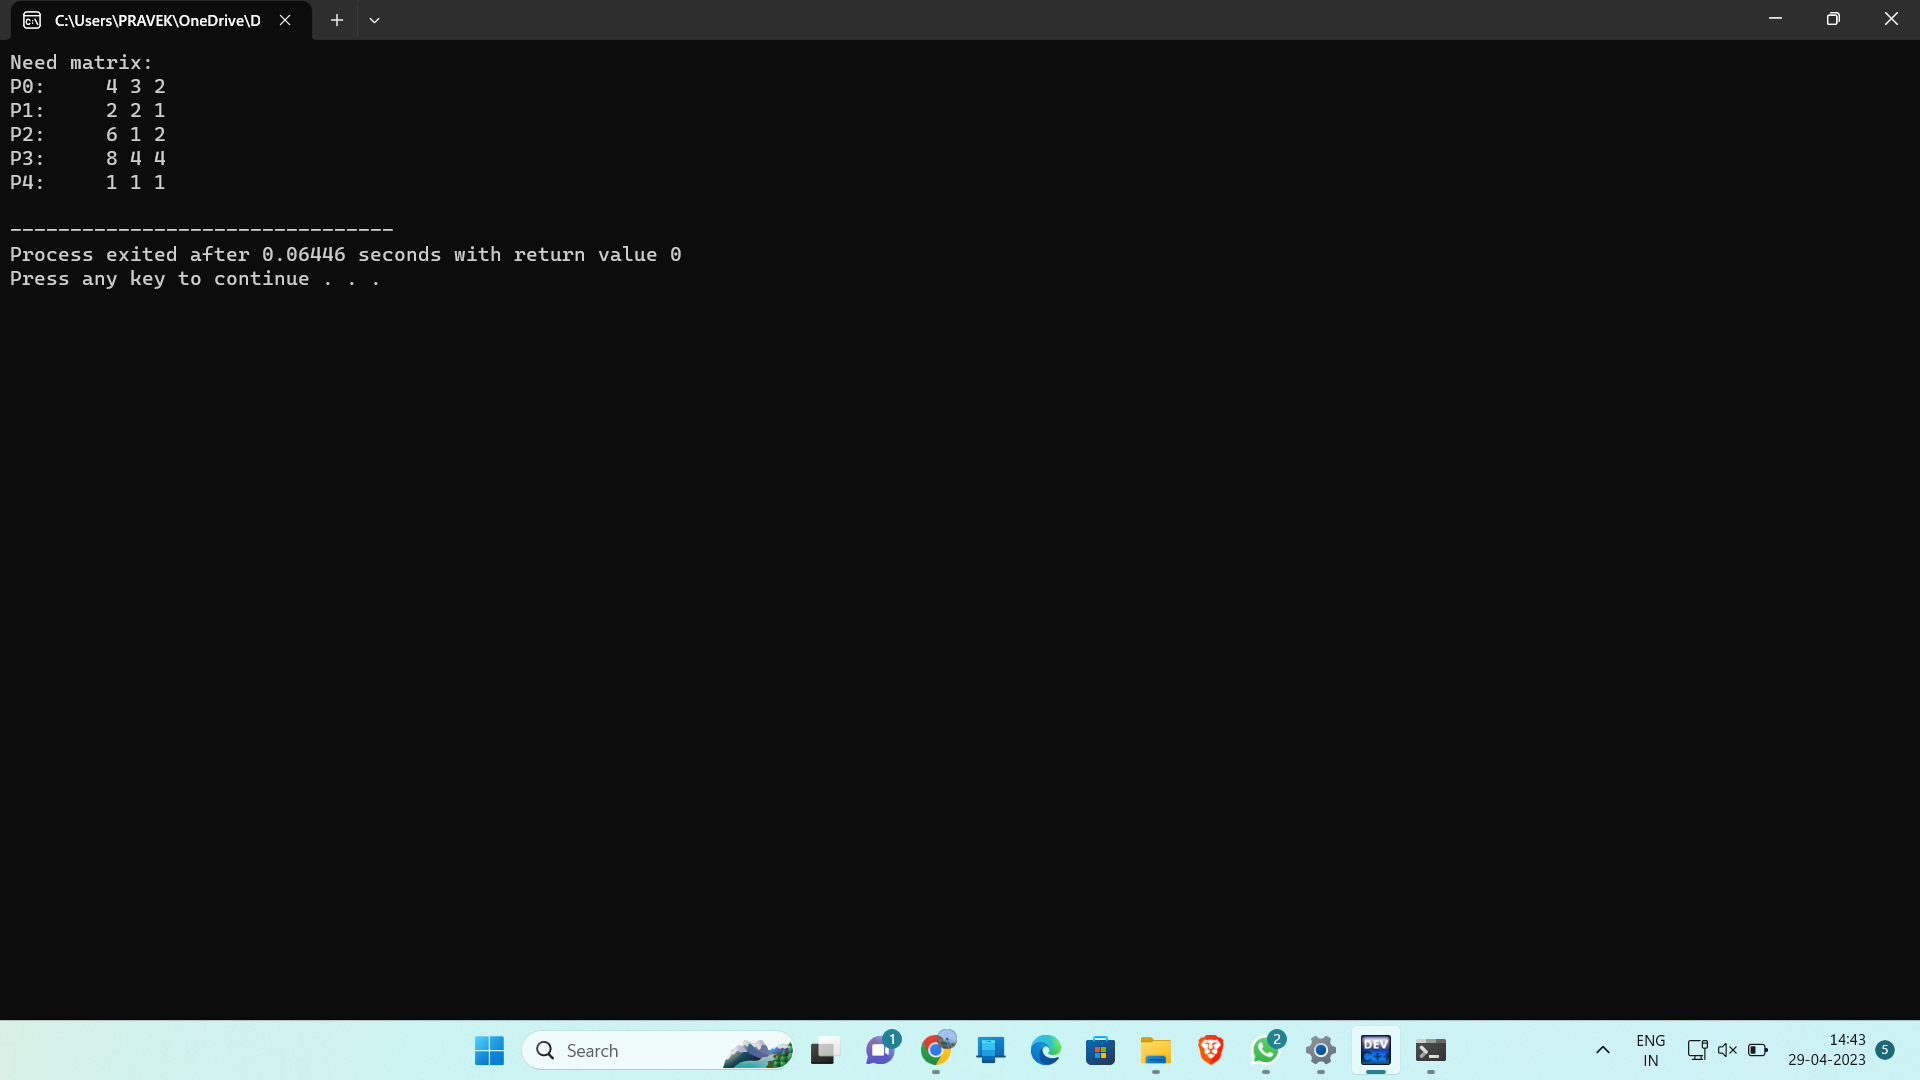 C:\Users\PRAVEK\OneDrive\D
Need matrix:
P0:     4 3 2
P1:     2 2 1
P2:     6 1 2
P3:     8 4 4
P4:     1 1 1
--------------------------------
Process exited after 0.06446 seconds with return value 0
Press any key to continue . . .
Search
1
2
DEV
C++
ENG
IN
14:43
29-04-2023
5